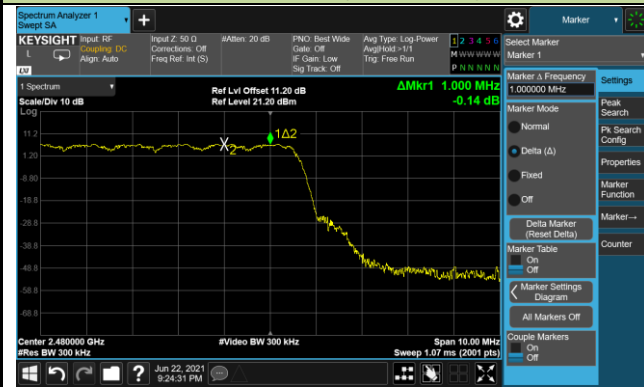 Spectrum Analyzer 1
Swept SA
Marker
KEYSIGHT
Input: RF
Coupling: DC
Align: Auto
Input Z: 50 Ω
Corrections: Off
Freq Ref: Int (S)
#Atten: 20 dB
PNO: Best Wide
Gate: Off
IF Gain: Low
Sig Track: Off
Avg Type: Log-Power
Avg|Hold:>1/1
Trig: Free Run
1 2 3 4 5 6
M W W W W W
P N N N N N
L
LXI
Select Marker
Marker 1
1 Spectrum
Scale/Div 10 dB
Log
Ref Lvl Offset 11.20 dB
Ref Level 21.20 dBm
ΔMkr1 1.000 MHz
-0.14 dB
11.2
1.20
-8.80
-18.8
-28.8
-38.8
-48.8
-58.8
-68.8
1Δ2
2
Center 2.480000 GHz
#Res BW 300 kHz
#Video BW 300 kHz
Span 10.00 MHz
Sweep 1.07 ms (2001 pts)
Marker Δ Frequency
1.000000 MHz
Marker Mode
Normal
Delta (Δ)
Fixed
Off
Delta Marker
(Reset Delta)
Marker Table
On
Off
Marker Settings
Diagram
All Markers Off
Couple Markers
On
Off
Settings
Peak
Search
Pk Search
Config
Properties
Marker
Function
Marker→
Counter
Jun 22, 2021
9:24:31 PM